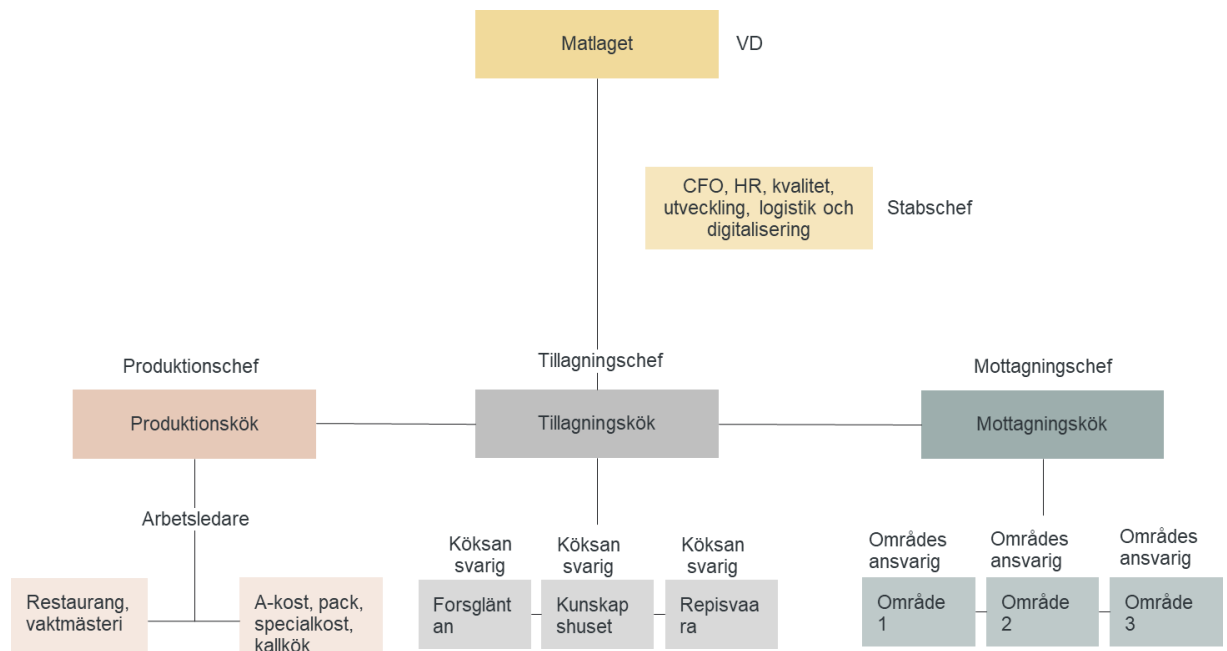 Matlaget
VD
CFO, HR, kvalitet,
utveckling, logistik och
digitalisering
Stabschef
Produktionschef
Tillagningschef
Mottagningschef
Produktionskök
Tillagningskök
Mottagningskök
Arbetsledare
Restaurang,
vaktmästeri
A-kost, pack,
specialkost,
kallkök
Köksan
svarig
Forsglänt
an
Köksan
svarig
Kunskap
shuset
Köksan
svarig
Repisvaa
ra
Områdes
ansvarig
Område
1
Områdes
ansvarig
Område
2
Områdes
ansvarig
Område
3